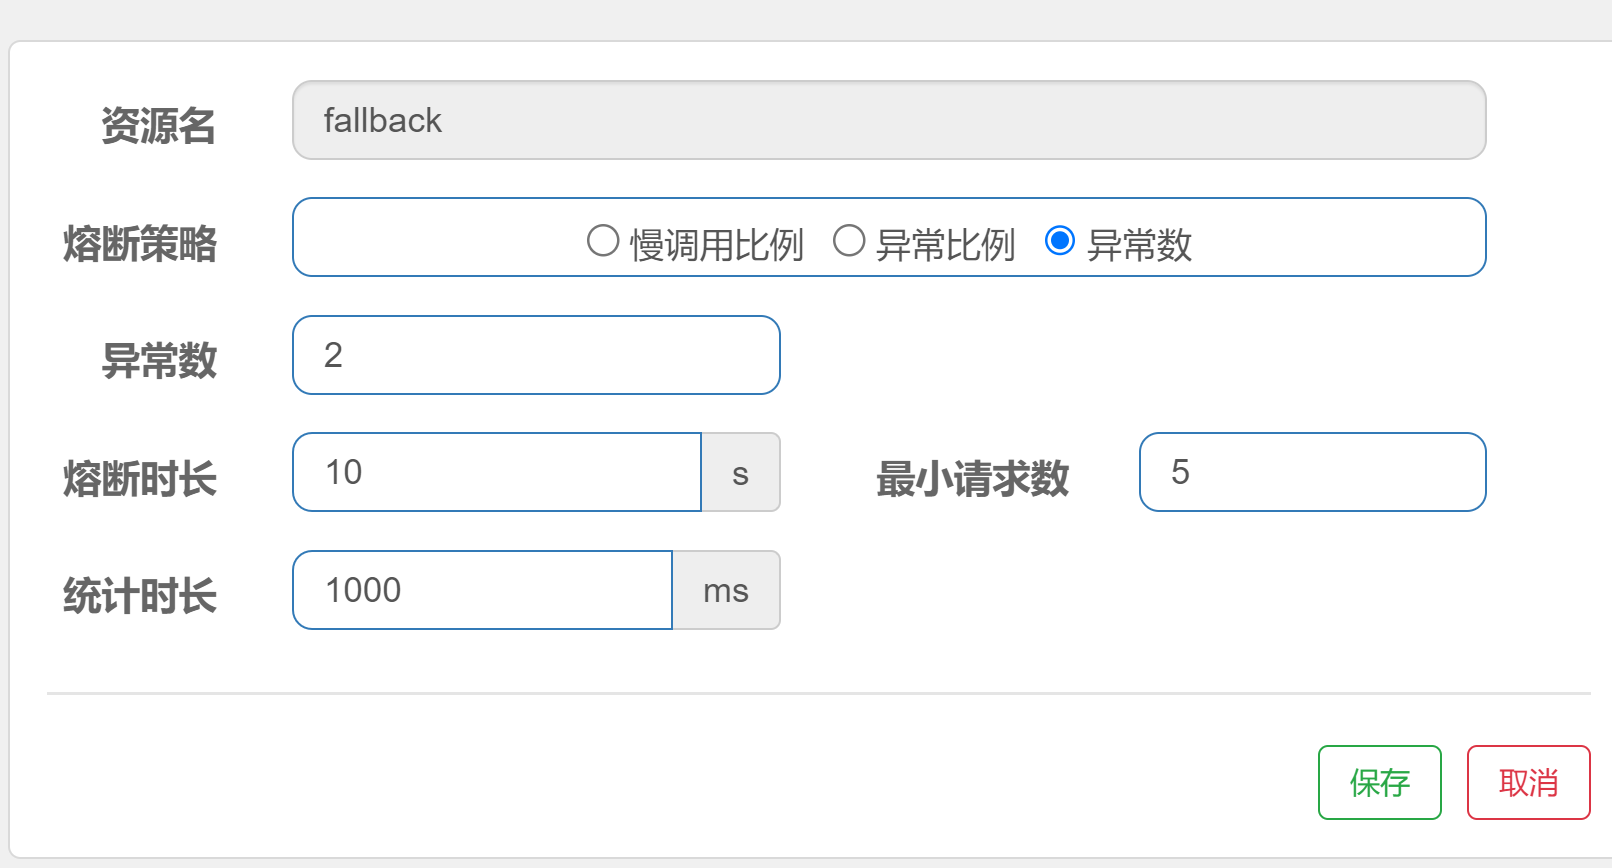 资源名 fallback
熔断策略 慢调用比例 异常比例 异常数
异常数 2
熔断时长 10 s 最小请求数 5
统计时长 1000 ms
保存 取消